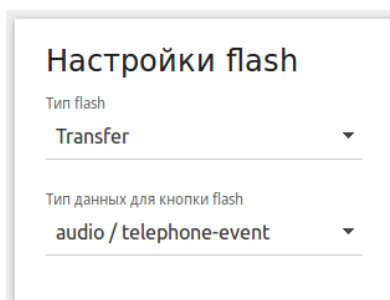 Настройки flash
Тип flash
Transfer
Тип данных для кнопки flash
audio / telephone-event